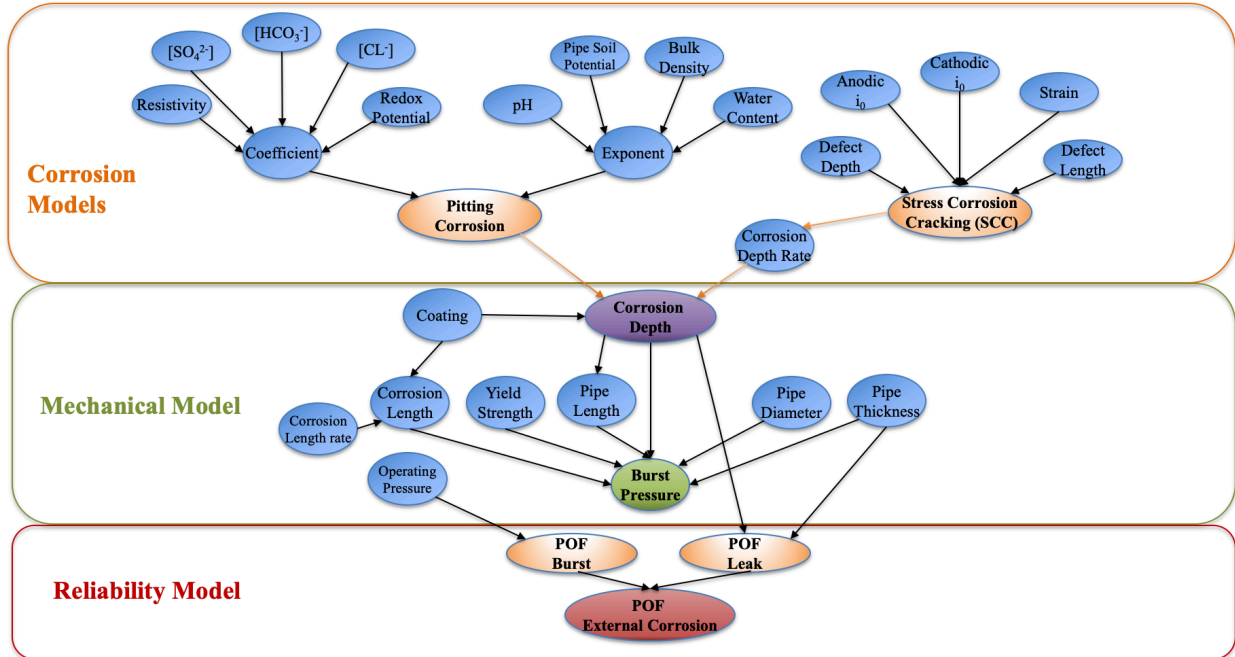 [SO₄²⁻]
[HCO₃⁻]
[CL⁻]
Resistivity
Redox
Potential
Coefficient
Pipe Soil
Potential
Bulk
Density
pH
Water
Content
Exponent
Anodic
i₀
Cathodic
i₀
Strain
Defect
Depth
Defect
Length
Corrosion
Models
Pitting
Corrosion
Stress Corrosion
Cracking (SCC)
Corrosion
Depth Rate
Mechanical Model
Coating
Corrosion
Depth
Corrosion
Length rate
Corrosion
Length
Yield
Strength
Pipe
Length
Pipe
Diameter
Pipe
Thickness
Operating
Pressure
Burst
Pressure
Reliability Model
POF
Burst
POF
Leak
POF
External Corrosion